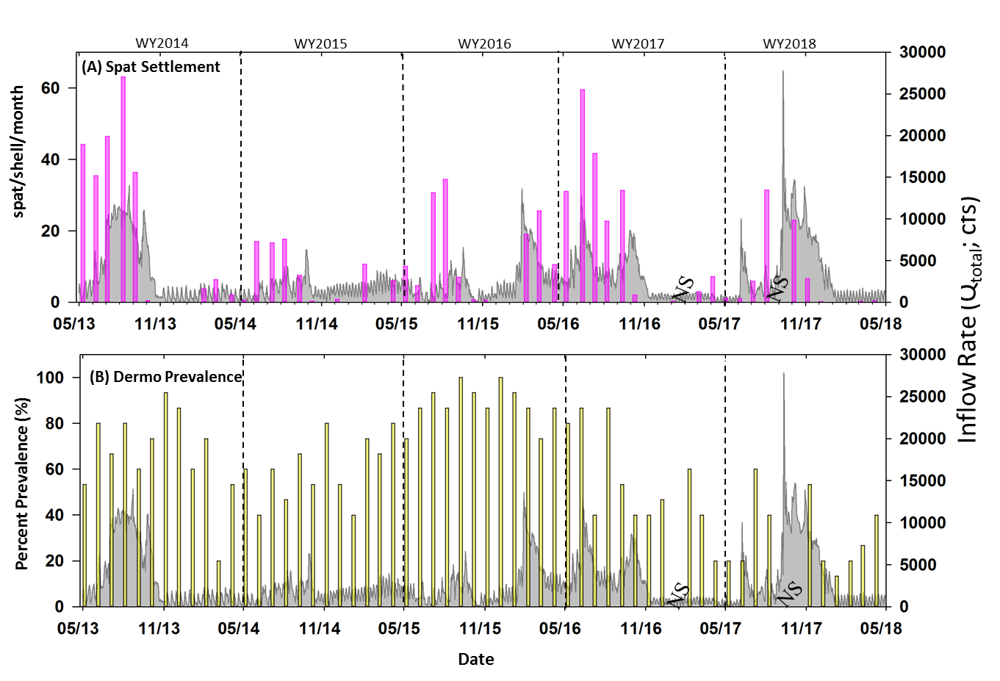 WY2014 WY2015 WY2016 WY2017 WY2018
(A) Spat Settlement
spat/shell/month
60
40
20
0
30000
25000
20000
15000
10000
5000
0
NS
NS
05/13 11/13 05/14 11/14 05/15 11/15 05/16 11/16 05/17 11/17 05/18
Inflow Rate (Qtotal; cfs)
(B) Dermo Prevalence
Percent Prevalence (%)
100
80
60
40
20
0
30000
25000
20000
15000
10000
5000
0
NS
NS
05/13 11/13 05/14 11/14 05/15 11/15 05/16 11/16 05/17 11/17 05/18
Date